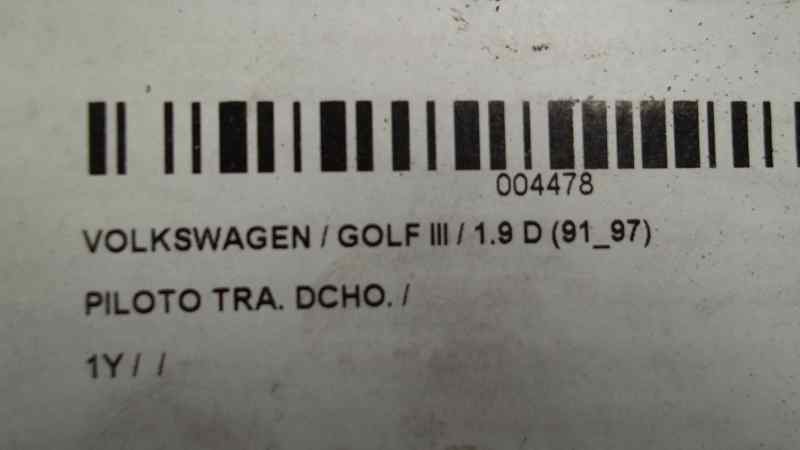 004478
VOLKSWAGEN / GOLF III / 1.9 D (91_97)
PILOTO TRA. DCHO. /
1Y / /